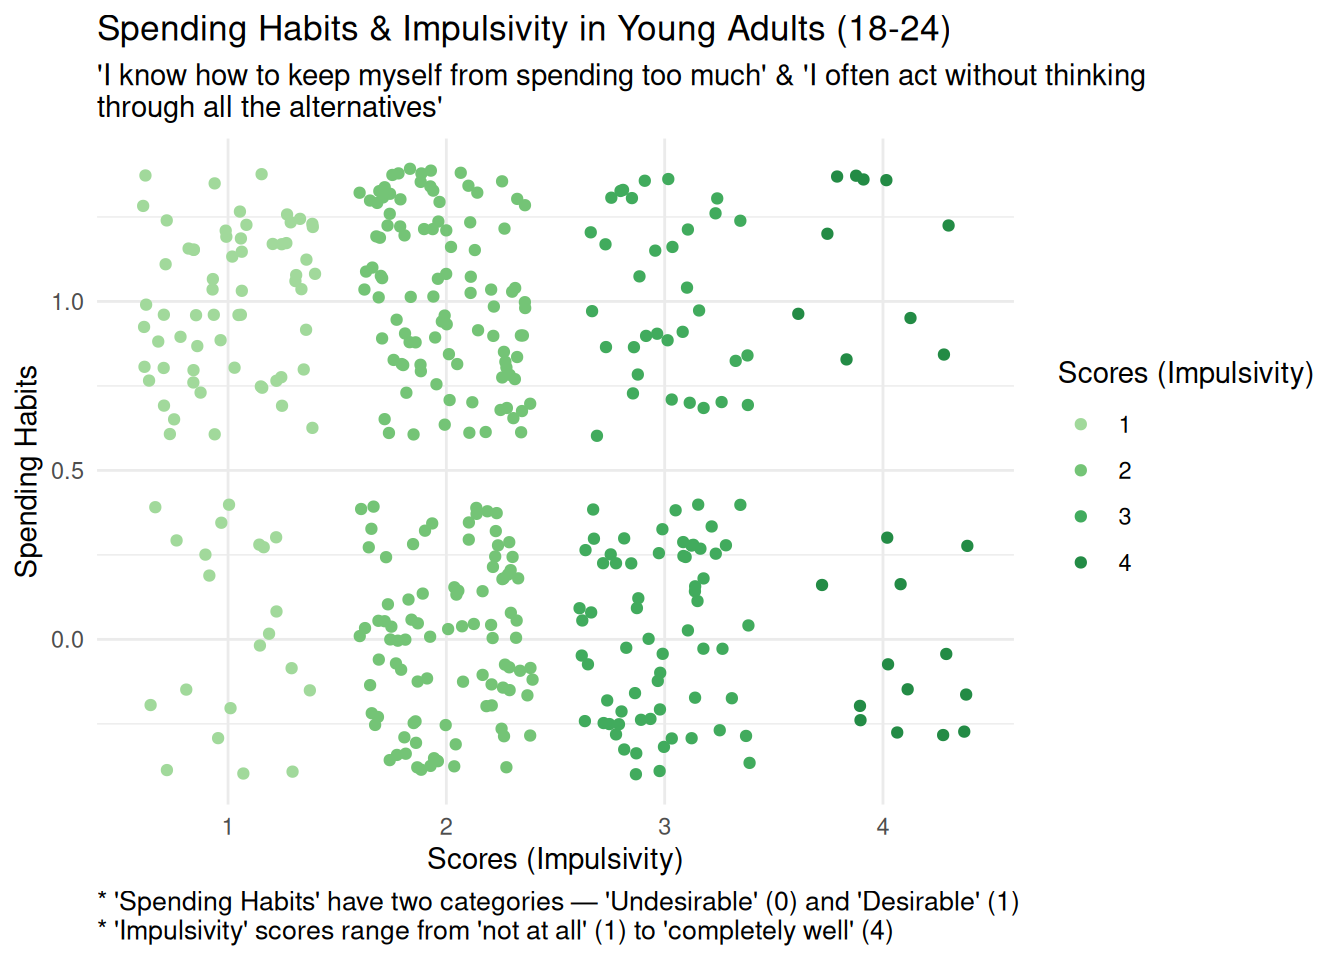 Spending Habits & Impulsivity in Young Adults (18-24)
'I know how to keep myself from spending too much' & 'I often act without thinking
through all the alternatives'
Spending Habits
1.0
0.5
0.0
1
2
3
4
Scores (Impulsivity)
Scores (Impulsivity)
1
2
3
4
* 'Spending Habits' have two categories — 'Undesirable' (0) and 'Desirable' (1)
* 'Impulsivity' scores range from 'not at all' (1) to 'completely well' (4)